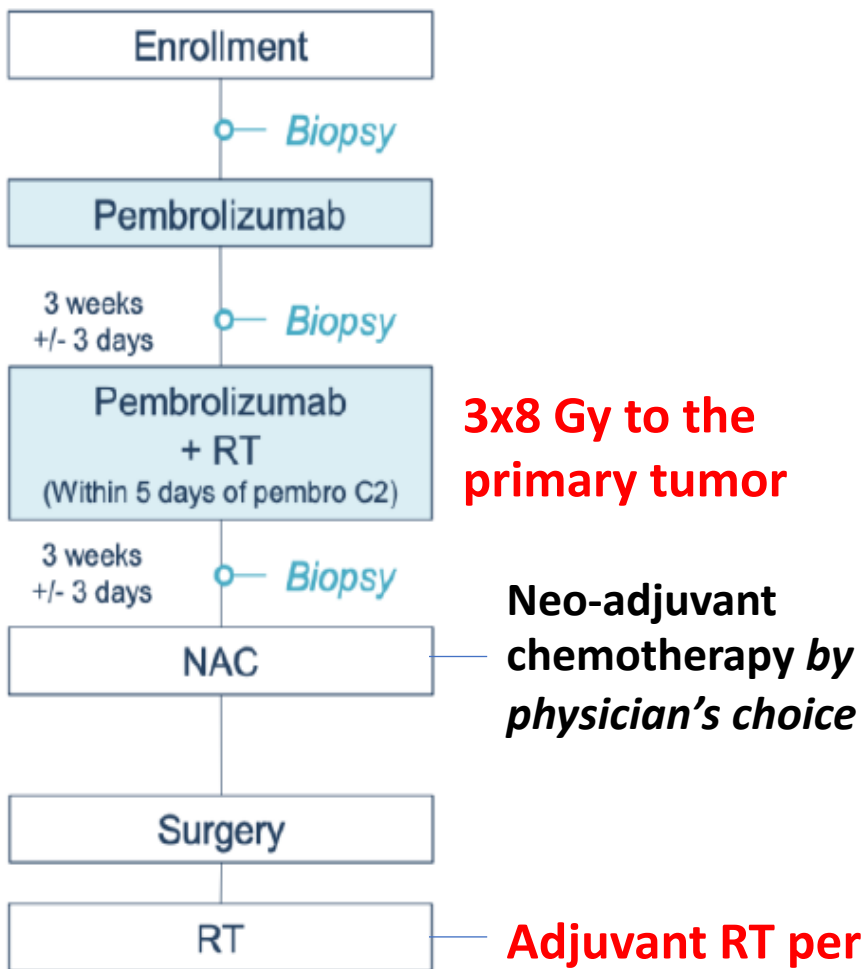 Enrollment
Biopsy
Pembrolizumab
3 weeks
+/- 3 days
Biopsy
Pembrolizumab
+ RT
(Within 5 days of pembro C2)
3x8 Gy to the
primary tumor
3 weeks
+/- 3 days
Biopsy
NAC
Neo-adjuvant
chemotherapy by
physician’s choice
Surgery
RT
Adjuvant RT per